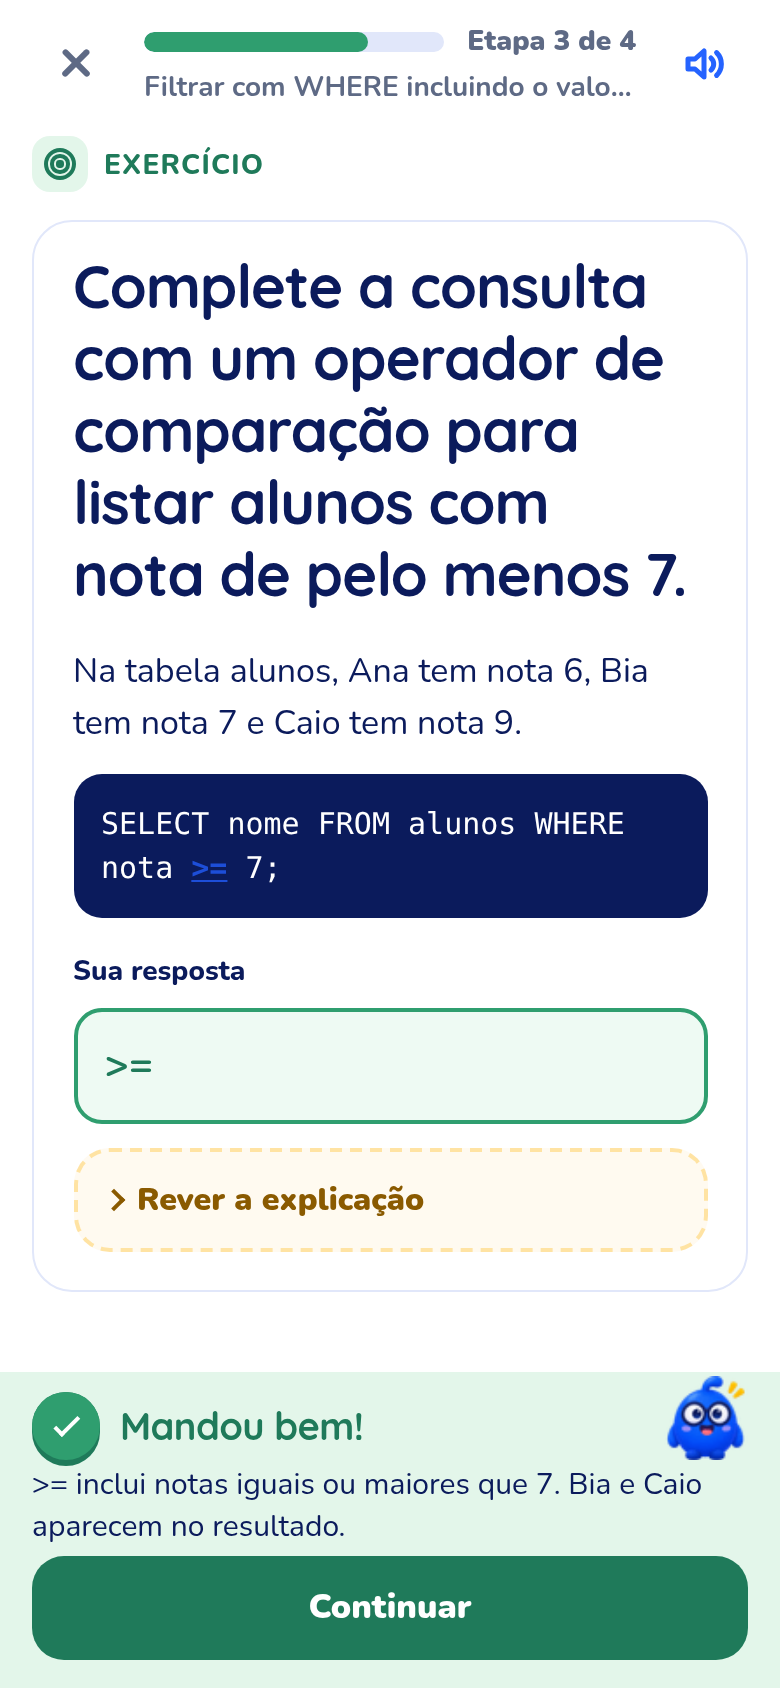 Etapa 3 de 4
Filtrar com WHERE incluindo o valo...
EXERCÍCIO
Complete a consulta
com um operador de
comparação para
listar alunos com
nota de pelo menos 7.
Na tabela alunos, Ana tem nota 6, Bia
tem nota 7 e Caio tem nota 9.
SELECT nome FROM alunos WHERE
nota >= 7;
Sua resposta
>=
Rever a explicação
Mandou bem!
>= inclui notas iguais ou maiores que 7. Bia e Caio
aparecem no resultado.
Continuar